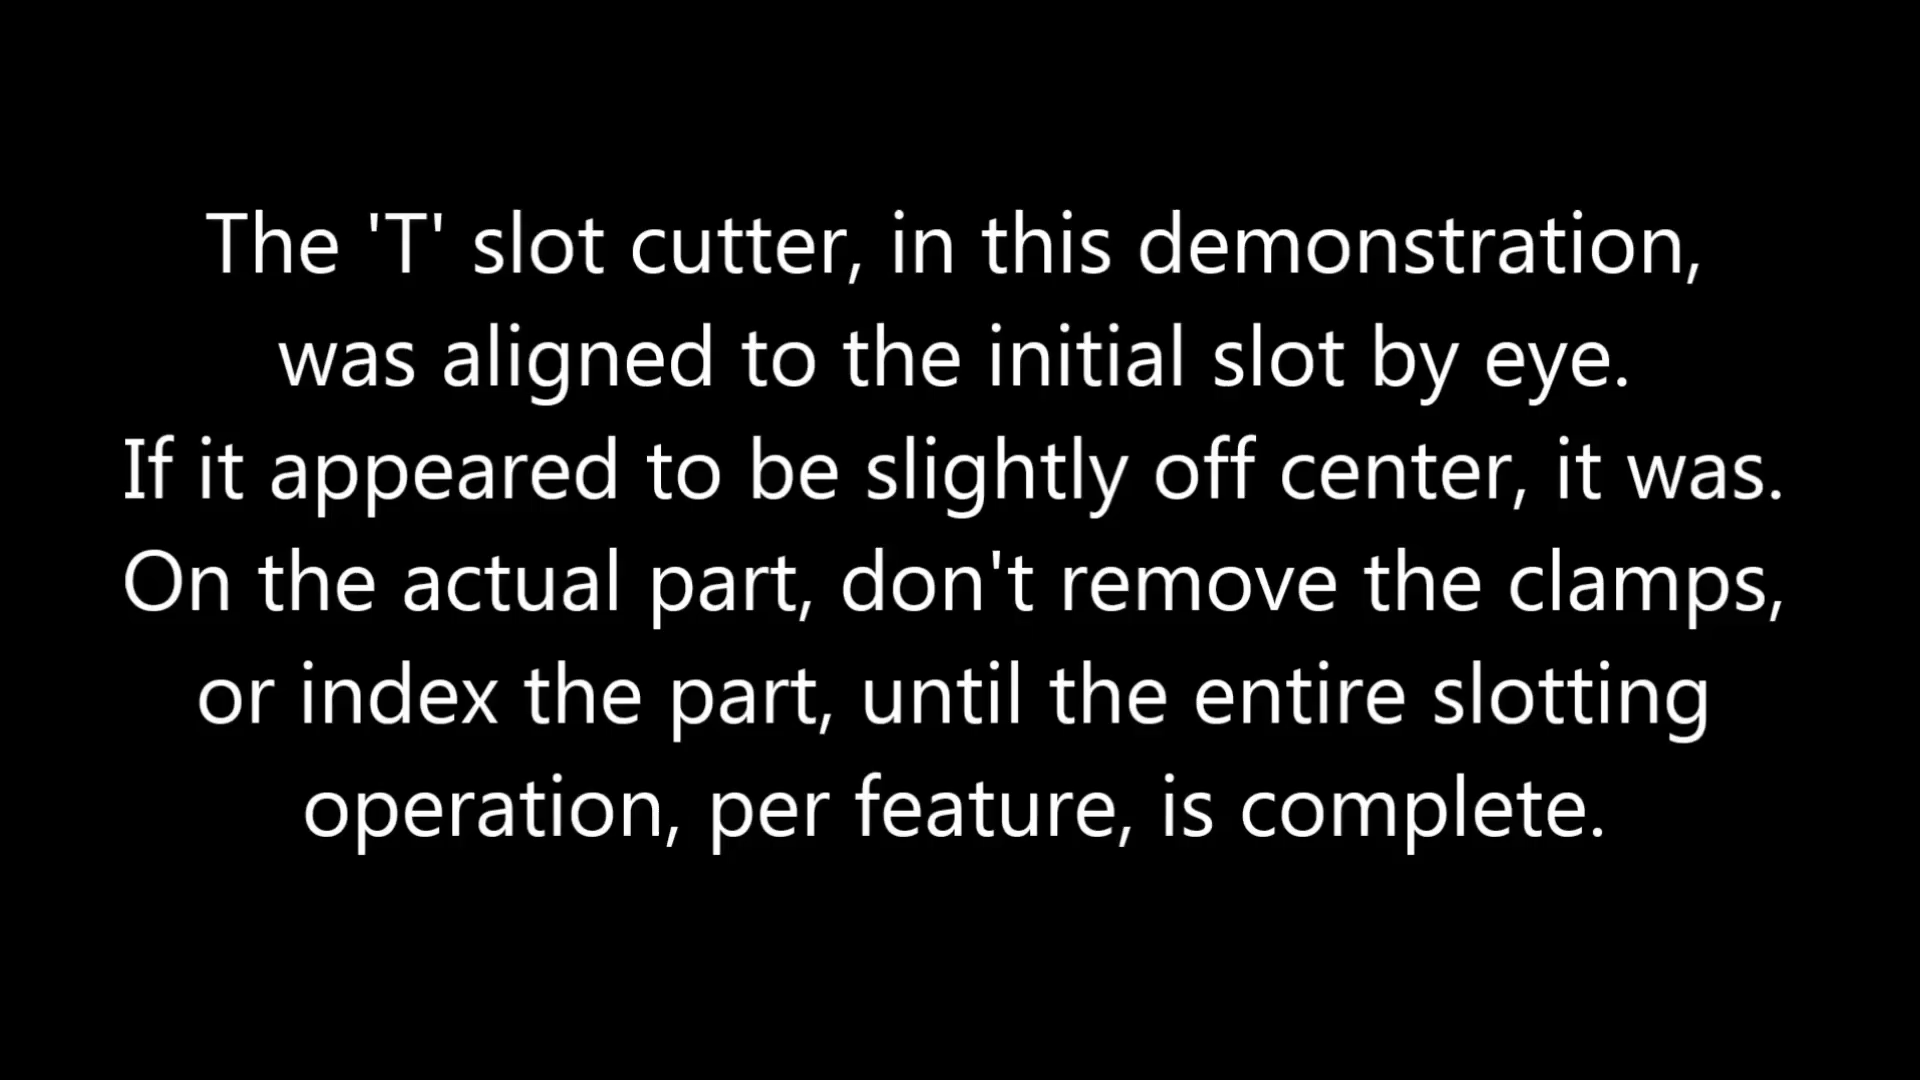 The 'T' slot cutter, in this demonstration,
was aligned to the initial slot by eye.
If it appeared to be slightly off center, it was.
On the actual part, don't remove the clamps,
or index the part, until the entire slotting
operation, per feature, is complete.